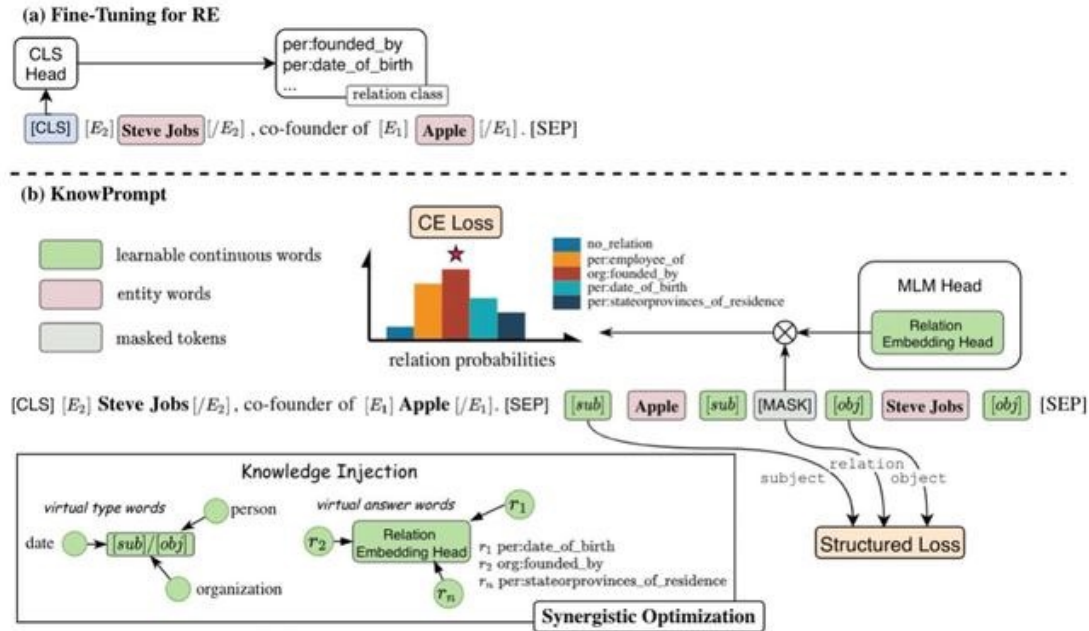 (a) Fine-Tuning for RE
CLS
Head
per:founded_by
per:date_of_birth
...
relation class
[CLS] [E2] Steve Jobs [/E2] , co-founder of [E1] Apple [/E1] . [SEP]
(b) KnowPrompt
learnable continuous words
entity words
masked tokens
CE Loss
relation probabilities
no_relation
per:employee_of
org:founded_by
per:date_of_birth
per:stateorprovinces_of_residence
MLM Head
Relation
Embedding Head
[CLS] [E2] Steve Jobs [/E2] , co-founder of [E1] Apple [/E1]. [SEP] [sub] Apple [sub] [MASK] [obj] Steve Jobs [obj] [SEP]
subject
relation
object
Structured Loss
Knowledge Injection
virtual type words
person
date
[sub]/[obj]
organization
virtual answer words
r1
r2
Relation
Embedding Head
rn
r1 per:date_of_birth
r2 org:founded_by
rn per:stateorprovinces_of_residence
Synergistic Optimization